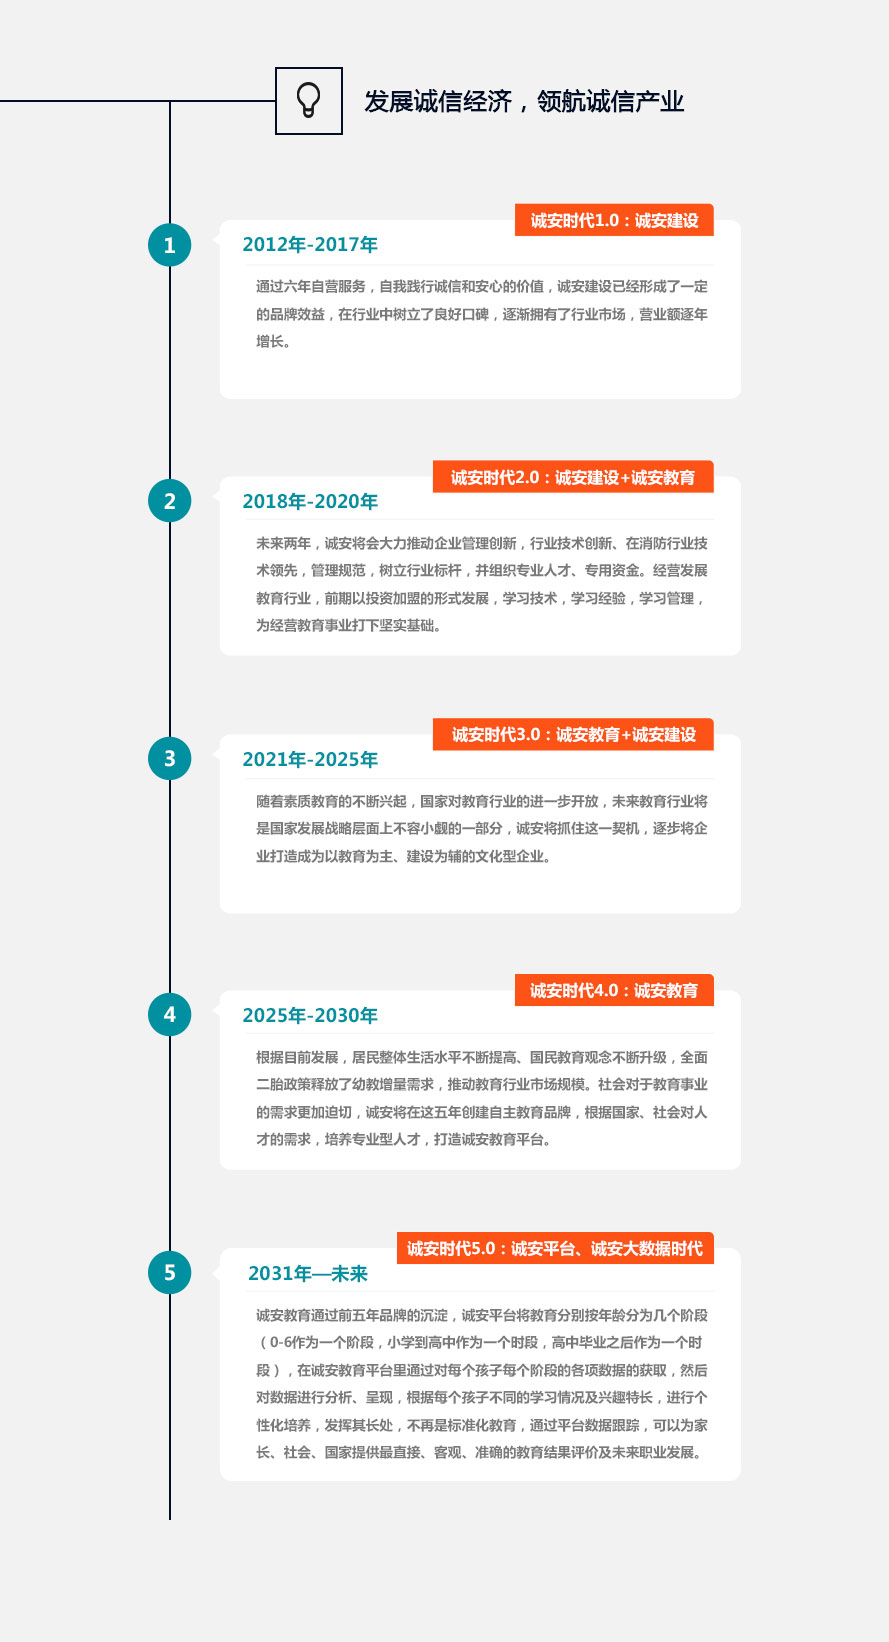 发展诚信经济，领航诚信产业
诚安时代1.0：诚安建设
1
2012年-2017年
通过六年自营服务，自我践行诚信和安心的价值，诚安建设已经形成了一定
的品牌效益，在行业中树立了良好口碑，逐渐拥有了行业市场，营业额逐年
增长。
诚安时代2.0：诚安建设+诚安教育
2
2018年-2020年
未来两年，诚安将会大力推动企业管理创新，行业技术创新、在消防行业技
术领先，管理规范，树立行业标杆，井组织专业人才、专用资金。经营发展
教育行业，前期以投资加盟的形式发展，学习技术，学习经验，学习管理，
为经营教育事业打下坚实基础。
诚安时代3.0：诚安教育+诚安建设
3
2021年-2025年
随着素质教育的不断兴起，国家对教育行业的进一步开放，未来教育行业将
是国家发展战略层面上不容小觑的一部分，诚安将抓住这一契机，逐步将企
业打造成为以教育为主、建设为辅的文化型企业。
诚安时代4.0：诚安教育
4
2025年-2030年
根据目前发展，居民整体生活水平不断提高、国民教育观念不断升级，全面
二胎政策释放了幼教增量需求，推动教育行业市场规模。社会对于教育事业
的需求更加迫切，诚安将在这五年创建自主教育品牌，根据国家、社会对人
才的需求，培养专业型人才，打造诚安教育平台。
诚安时代5.0：诚安平台、诚安大数据时代
5
2031年—未来
诚安教育通过前五年品牌的沉淀，诚安平台将教育分别按年龄分为几个阶段
（0-6作为一个阶段，小学到高中作为一个时段，高中毕业之后作为一个时
段），在诚安教育平台里通过对每个孩子每个阶段的各项数据的获取，然后
对数据进行分析、呈现，根据每个孩子不同的学习情况及兴趣特长，进行个
性化培养，发挥其长处，不再是标准化教育，通过平台数据跟踪，可以为家
长、社会、国家提供最直接、客观、准确的教育结果评价及未来职业发展。